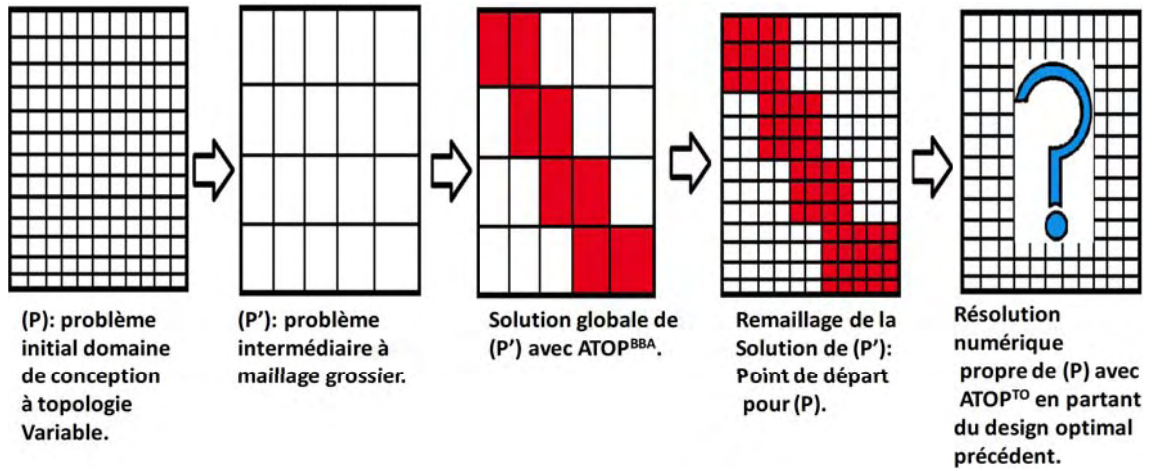 (P): problème
initial domaine
de conception
à topologie
Variable.
(P'): problème
intermédiaire à
maillage grossier.
Solution globale de
(P') avec ATOPBBA.
Remaillage de la
Solution de (P'):
Point de départ
pour (P).
Résolution
numérique
propre de (P) avec
ATOPTO en partant
du design optimal
précédent.
?